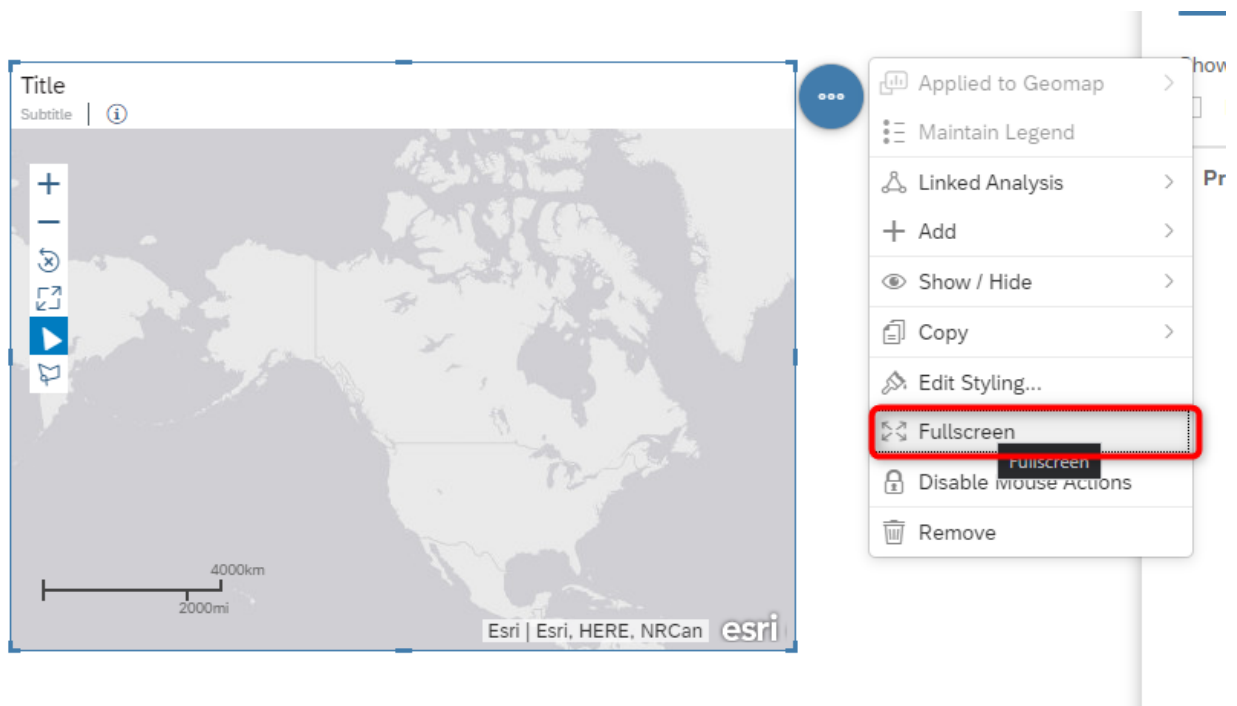 Title
Subtitle
4000km
2000mi
Esri | Esri, HERE, NRCan
esri
Applied to Geomap
Maintain Legend
Linked Analysis
Add
Show / Hide
Copy
Edit Styling...
Fullscreen
Fullscreen
Disable Mouse Actions
Remove
how
Pr